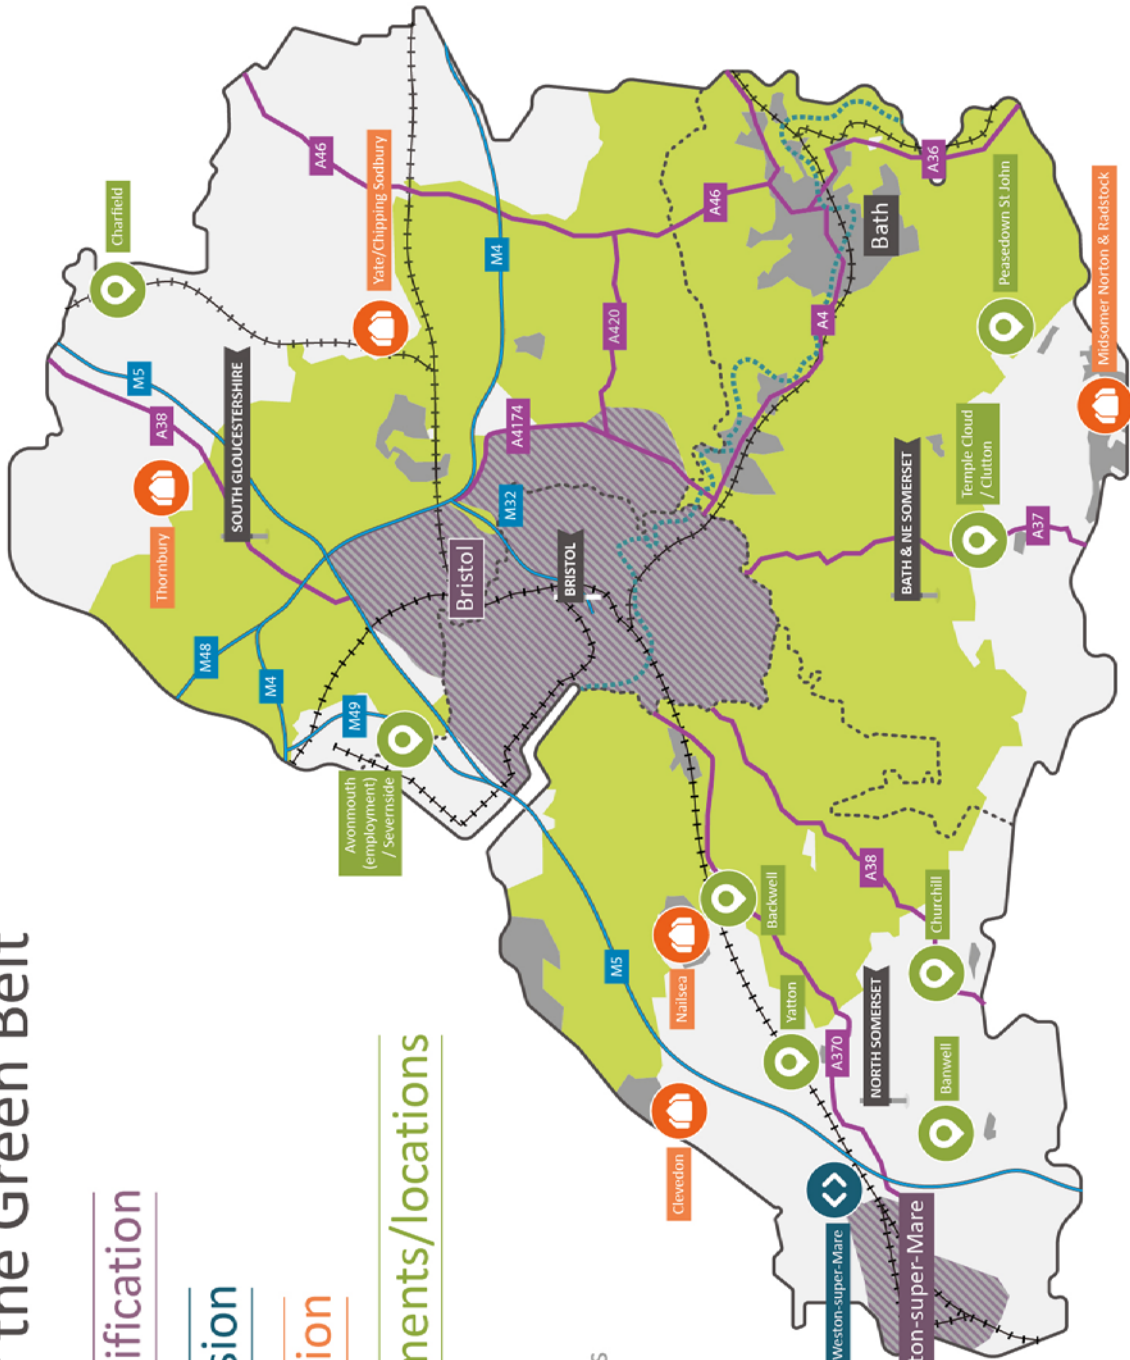 the Green Belt
ification
sion
ion
nents/locations
s
Charfield
M5
A38
Thornbury
M48
SOUTH GLOUCESTERSHIRE
M4
A46
M49
Avonmouth
(employment)
/ Severnside
Yate/Chipping Sodbury
Bristol
M4
M32
A4174
BRISTOL
A420
M5
Nailsea
Clevedon
A46
Backwell
Yatton
A4
A370
Weston-super-Mare
A38
NORTH SOMERSET
Bath
BATH & NE SOMERSET
ton-super-Mare
A36
Churchill
Banwell
Temple Cloud
/ Clutton
Peasedown St John
A37
Midsomer Norton & Radstock